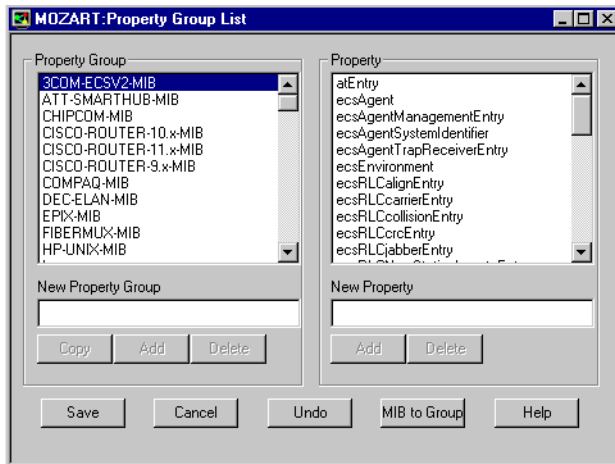 MOZART:Property Group List
Property Group
3COM-ECSV2-MIB
ATT-SMARTHUB-MIB
CHIPCOM-MIB
CISCO-ROUTER-10.x-MIB
CISCO-ROUTER-11.x-MIB
CISCO-ROUTER-9.x-MIB
COMPAQ-MIB
DEC-ELAN-MIB
EPIX-MIB
FIBERMUX-MIB
HP-UNIX-MIB
New Property Group
Copy Add Delete
Property
atEntry
ecsAgent
ecsAgentManagementEntry
ecsAgentSystemIdentifier
ecsAgentTrapReceiverEntry
ecsEnvironment
ecsRLCalignEntry
ecsRLCcarrierEntry
ecsRLCcollisionEntry
ecsRLCcrcEntry
ecsRLCjabberEntry
New Property
Add Delete
Save Cancel Undo MIB to Group Help